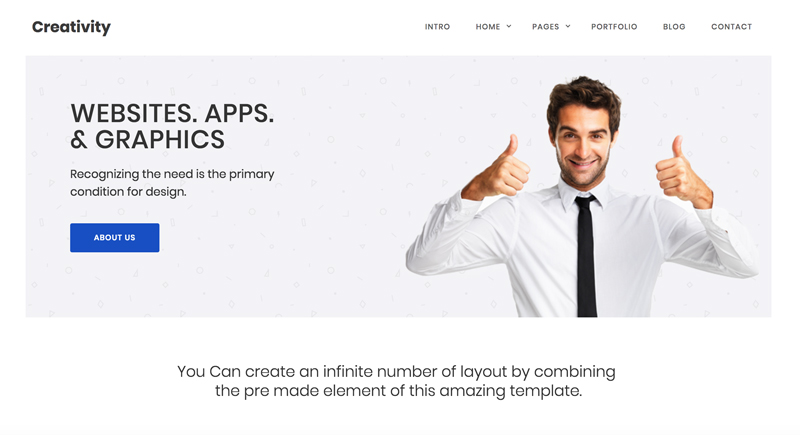 Creativity
INTRO HOME PAGES PORTFOLIO BLOG CONTACT
WEBSITES. APPS.
& GRAPHICS
Recognizing the need is the primary
condition for design.
ABOUT US
You Can create an infinite number of layout by combining
the pre made element of this amazing template.